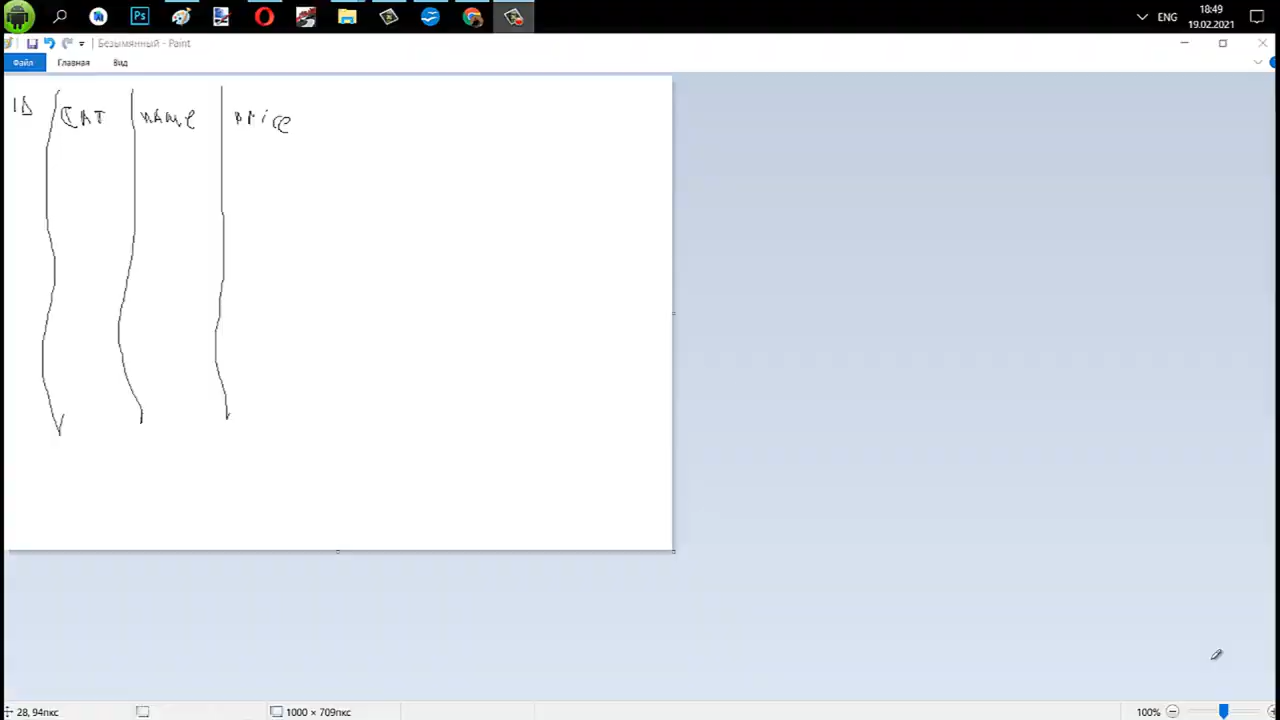 Ps
ENG
18:49
19.02.2021
Безымянный - Paint
Файл Главная Вид
ID CAT name price
28, 94пкс 1000 × 709пкс 100%